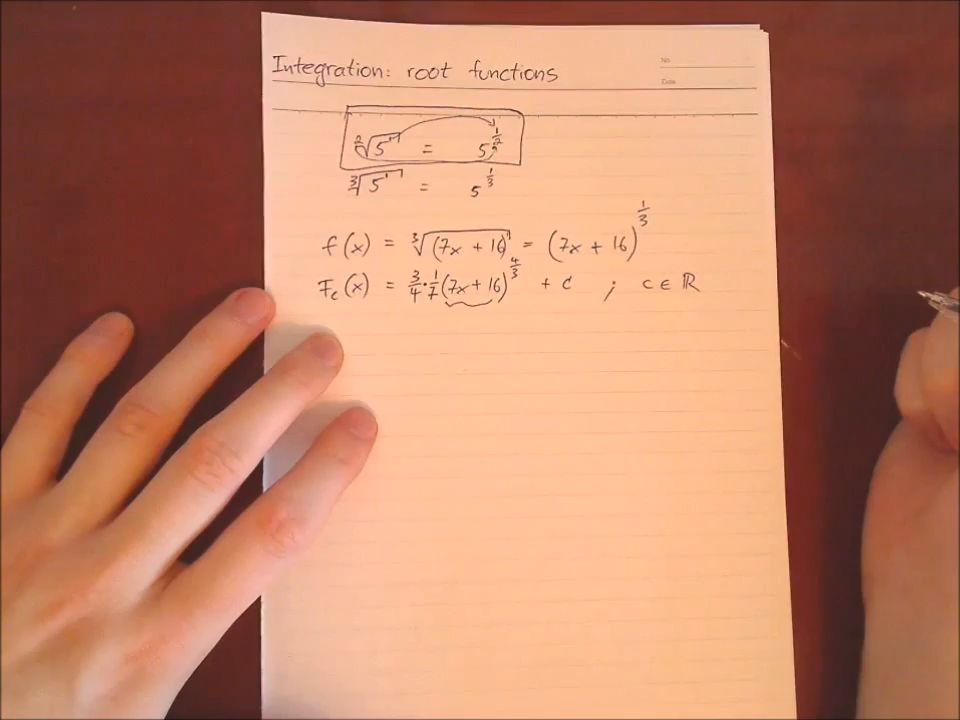 Integration: root functions
No
Date
²√5¹ = 5^(1/2)
³√5¹ = 5^(1/3)
f(x) = ³√(7x + 16)¹ = (7x + 16)^(1/3)
F_c(x) = 3/4 · 1/7 (7x + 16)^(4/3) + c ; c ∈ ℝ